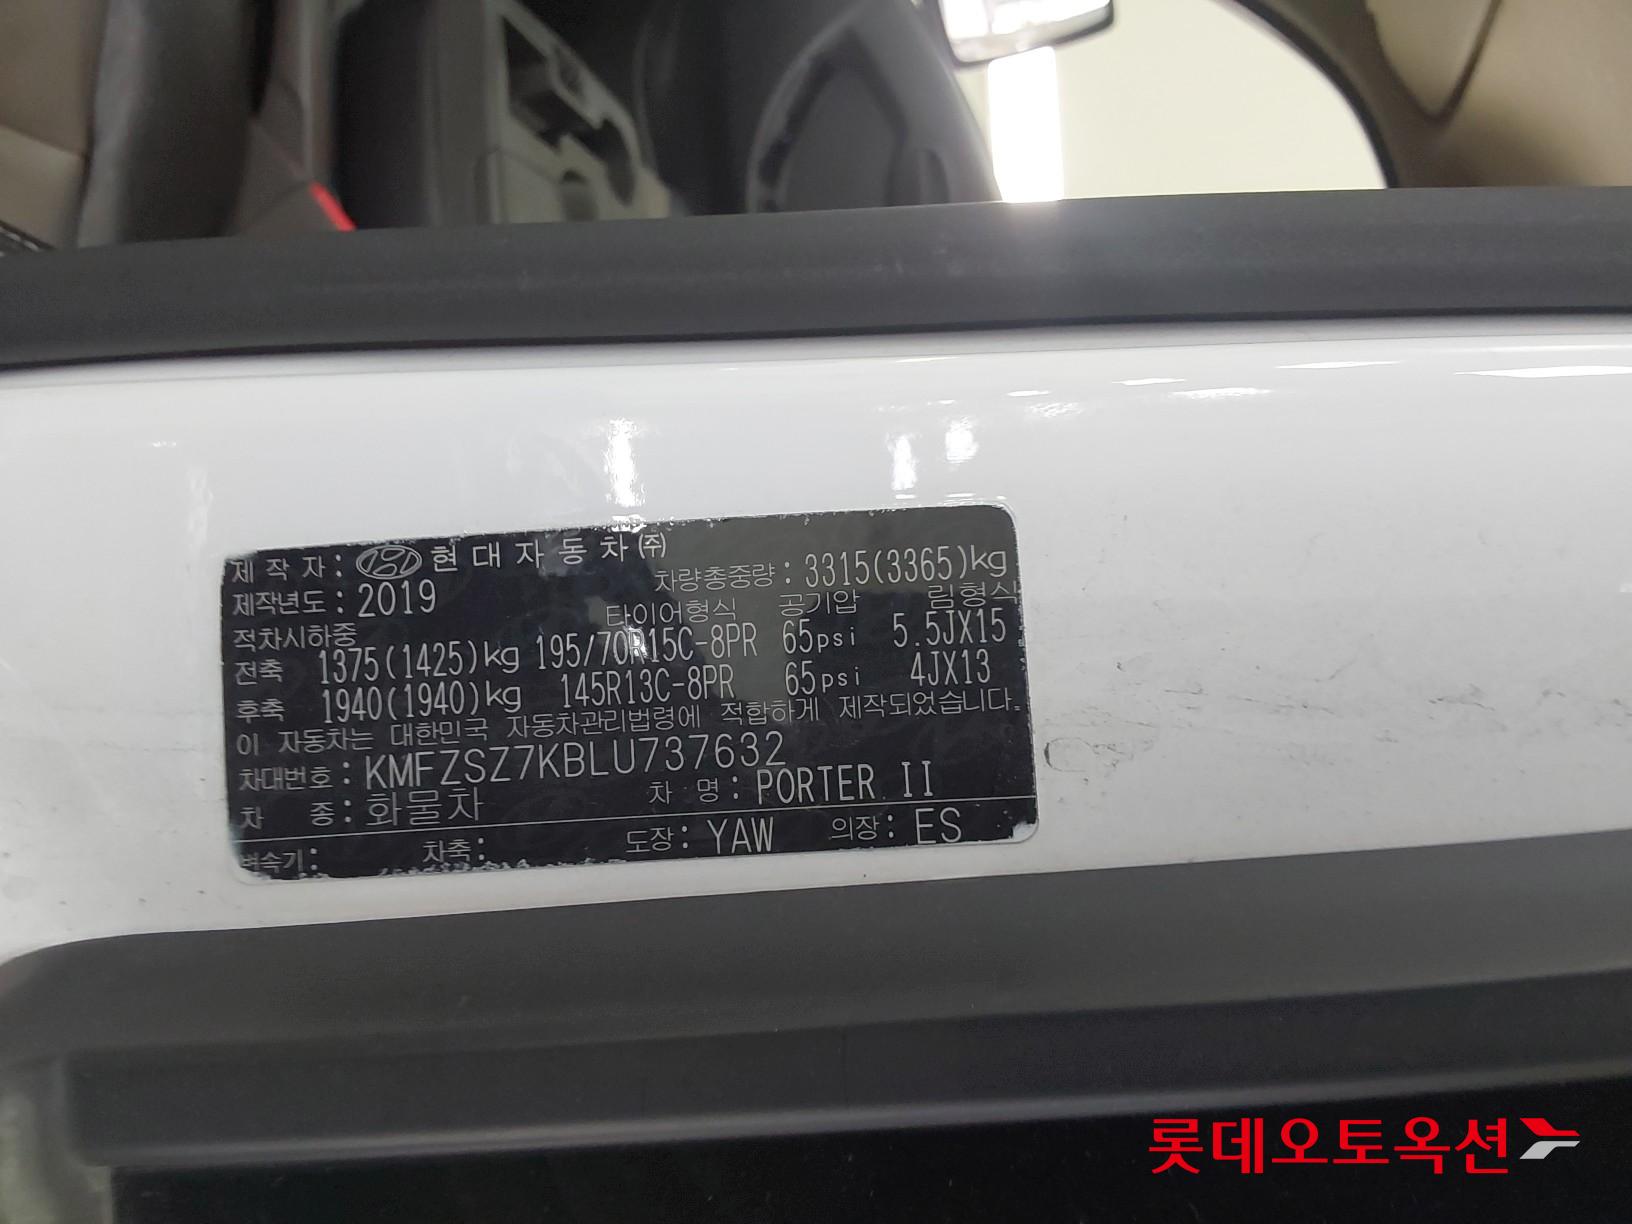 제 작 자 : 현 대 자 동 차 ㈜
제작년도 : 2019 차량총중량 : 3315(3365)kg
적차시하중 타이어형식 공기압 림형식
전축 1375(1425)kg 195/70R15C-8PR 65psi 5.5JX15
후축 1940(1940)kg 145R13C-8PR 65psi 4JX13
이 자동차는 대한민국 자동차관리법령에 적합하게 제작되었습니다.
차대번호 : KMFZSZ7KBLU737632
차 종 : 화물차 차 명 : PORTER II
변속기 : 차축 : 도장 : YAW 의장 : ES
롯데오토옥션